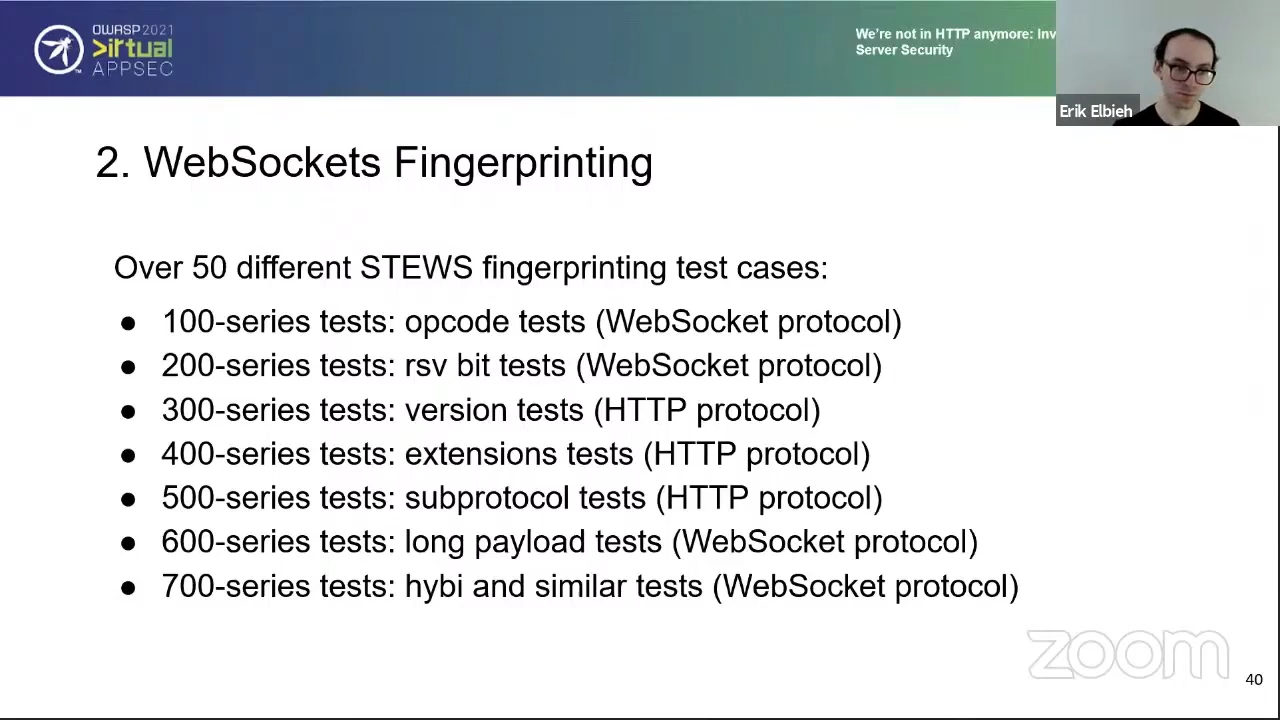 OWASP 2021
>irtual
APPSEC
We're not in HTTP anymore: Inv
Server Security
Erik Elbieh
2. WebSockets Fingerprinting
Over 50 different STEWS fingerprinting test cases:
● 100-series tests: opcode tests (WebSocket protocol)
● 200-series tests: rsv bit tests (WebSocket protocol)
● 300-series tests: version tests (HTTP protocol)
● 400-series tests: extensions tests (HTTP protocol)
● 500-series tests: subprotocol tests (HTTP protocol)
● 600-series tests: long payload tests (WebSocket protocol)
● 700-series tests: hybi and similar tests (WebSocket protocol)
zoom
40